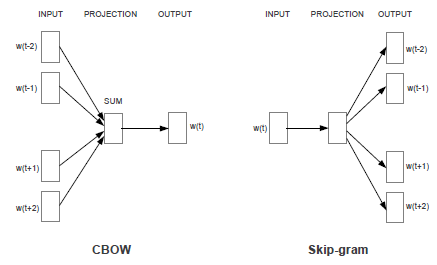 INPUT PROJECTION OUTPUT
w(t-2)
w(t-1)
SUM
w(t)
w(t+1)
w(t+2)
CBOW
INPUT PROJECTION OUTPUT
w(t-2)
w(t-1)
w(t)
w(t+1)
w(t+2)
Skip-gram